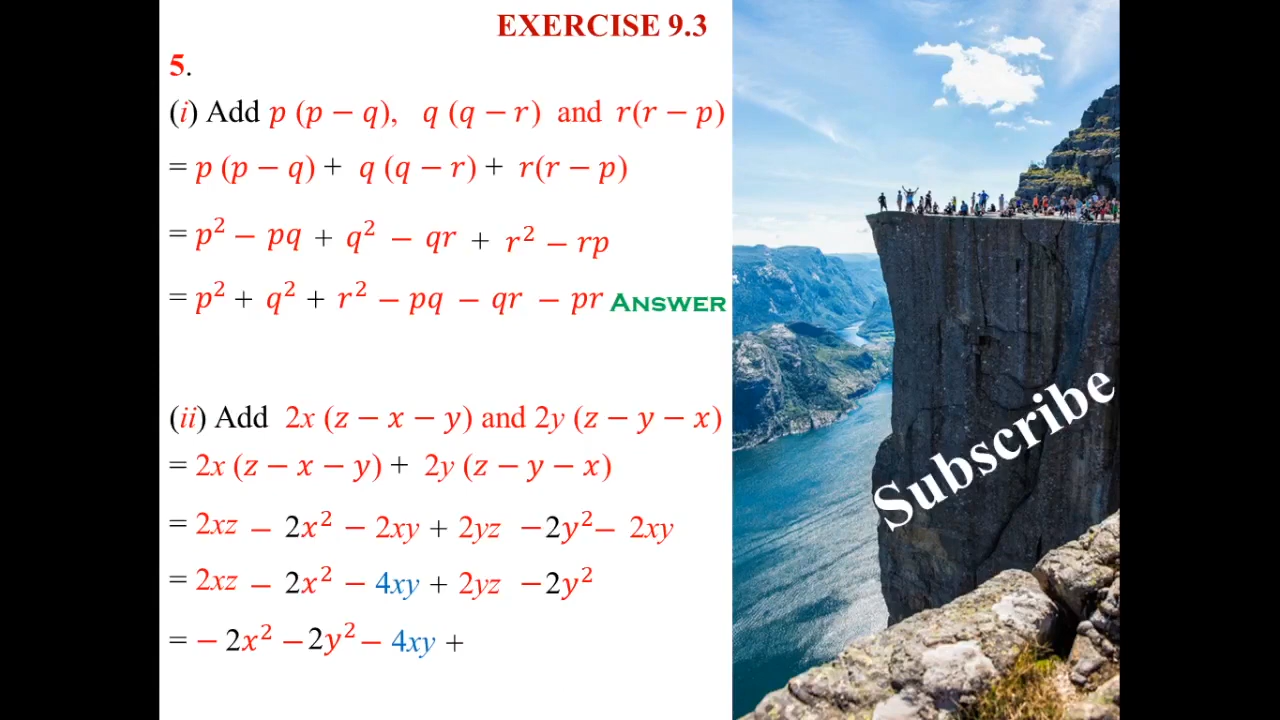 EXERCISE 9.3
5.
(i) Add p (p − q), q (q − r) and r(r − p)
= p (p − q) + q (q − r) + r(r − p)
= p² − pq + q² − qr + r² − rp
= p² + q² + r² − pq − qr − pr ANSWER
(ii) Add 2x (z − x − y) and 2y (z − y − x)
= 2x (z − x − y) + 2y (z − y − x)
= 2xz − 2x² − 2xy + 2yz −2y² − 2xy
= 2xz − 2x² − 4xy + 2yz −2y²
= − 2x² −2y² − 4xy +
Subscribe